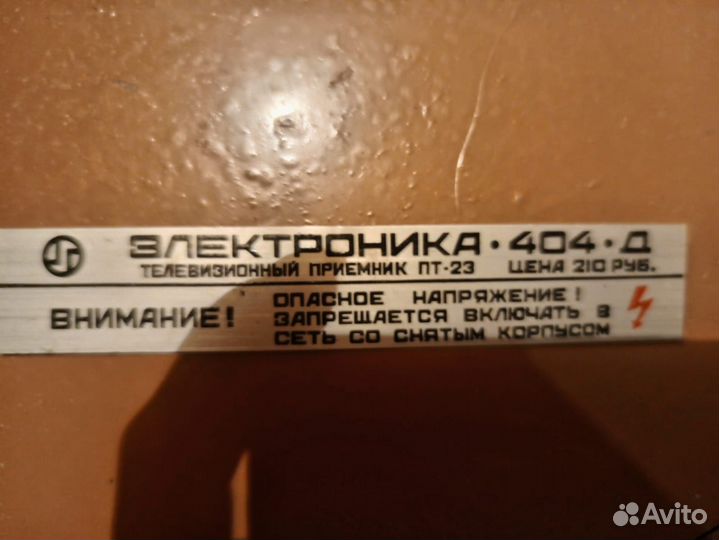 ЭЛЕКТРОНИКА · 404 · Д
ТЕЛЕВИЗИОННЫЙ ПРИЕМНИК ПТ-23 ЦЕНА 210 РУБ.
ВНИМАНИЕ!
ОПАСНОЕ НАПРЯЖЕНИЕ!
ЗАПРЕЩАЕТСЯ ВКЛЮЧАТЬ В
СЕТЬ СО СНЯТЫМ КОРПУСОМ
Avito